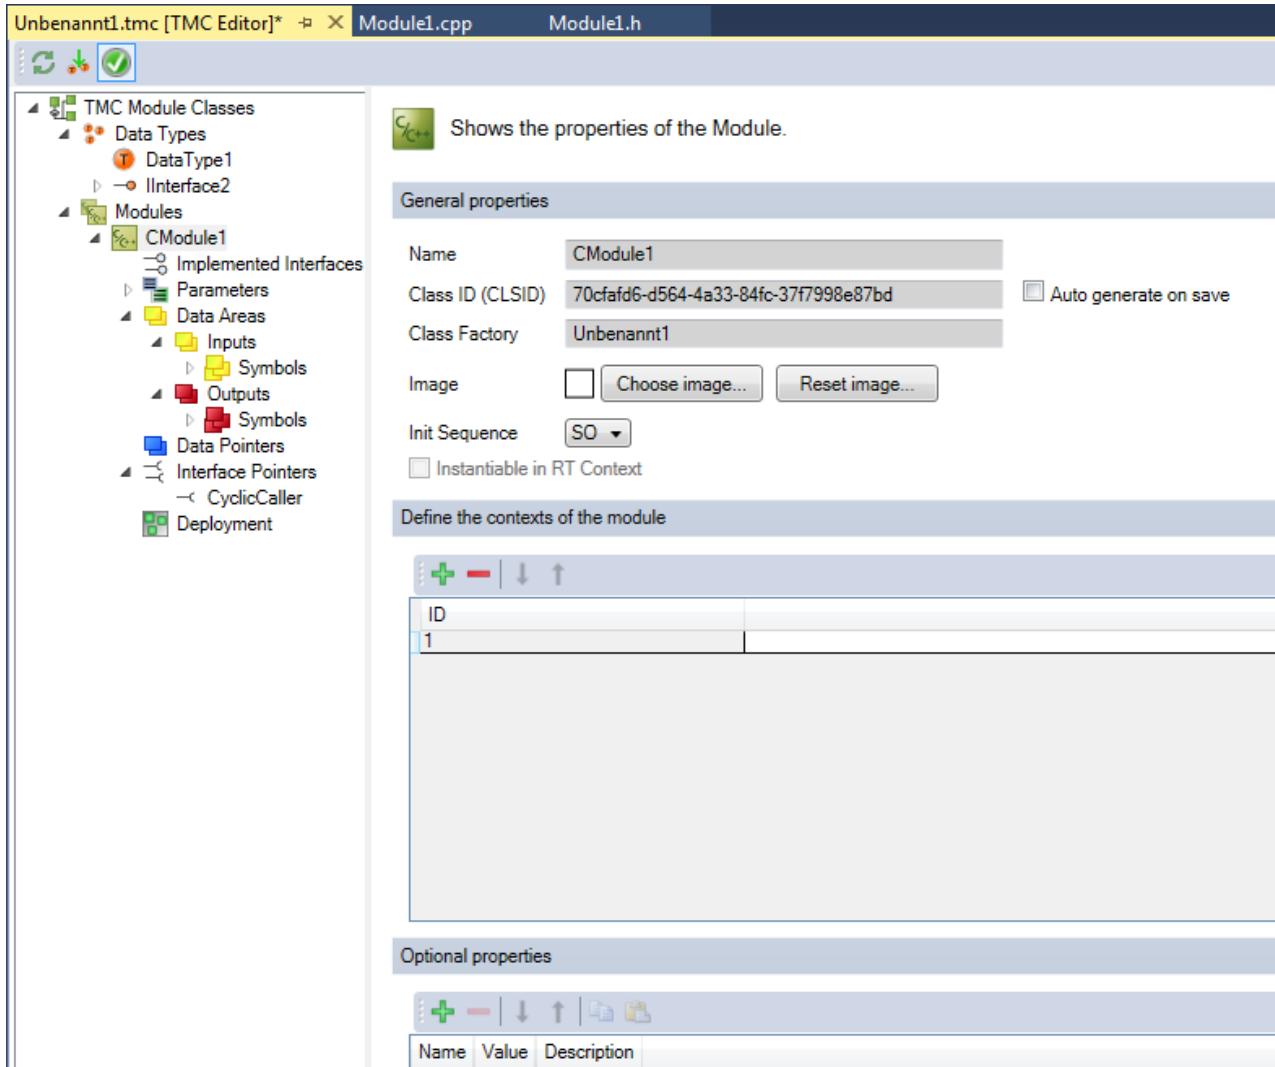 Unbenannt1.tmc [TMC Editor]* Module1.cpp Module1.h
TMC Module Classes
Data Types
DataType1
IInterface2
Modules
CModule1
Implemented Interfaces
Parameters
Data Areas
Inputs
Symbols
Outputs
Symbols
Data Pointers
Interface Pointers
CyclicCaller
Deployment
Shows the properties of the Module.
General properties
Name CModule1
Class ID (CLSID) 70cfafd6-d564-4a33-84fc-37f7998e87bd Auto generate on save
Class Factory Unbenannt1
Image Choose image... Reset image...
Init Sequence SO
Instantiable in RT Context
Define the contexts of the module
ID
1
Optional properties
Name Value Description